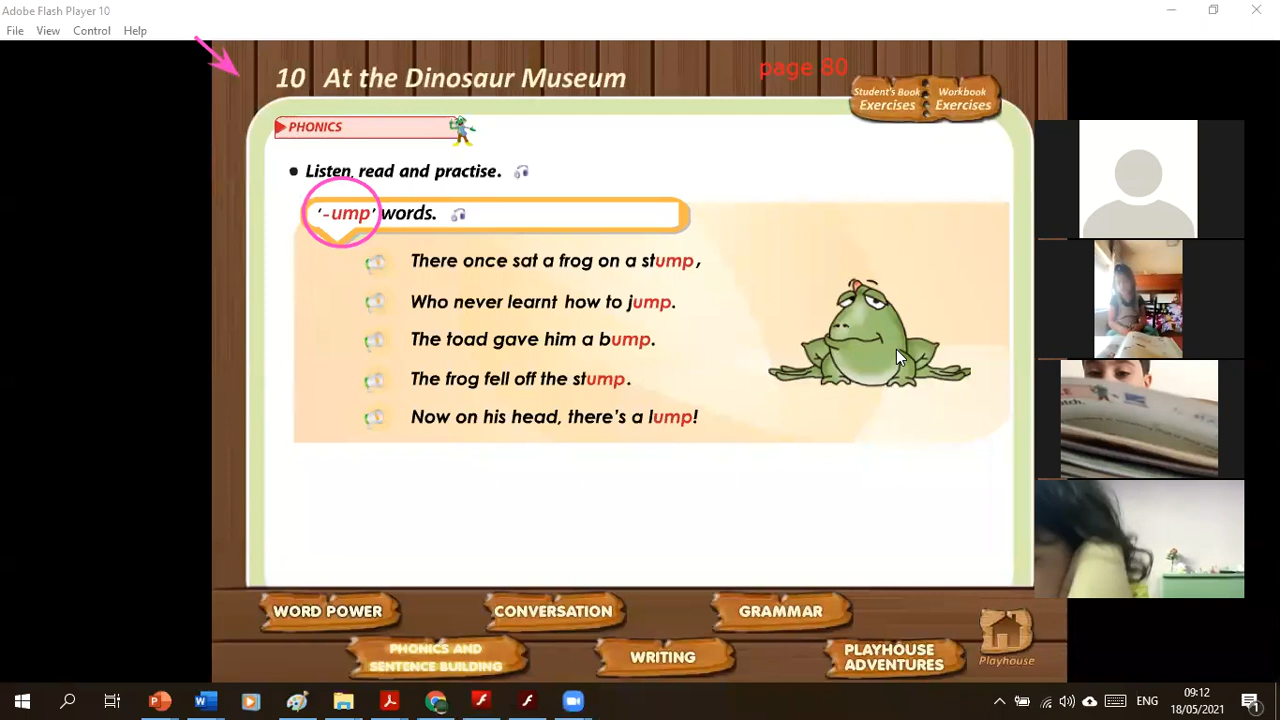 Adobe Flash Player 10
File View Control Help
10 At the Dinosaur Museum
page 80
Student's Book Exercises
Workbook Exercises
PHONICS
● Listen, read and practise.
'-ump' words.
There once sat a frog on a stump,
Who never learnt how to jump.
The toad gave him a bump.
The frog fell off the stump.
Now on his head, there's a lump!
WORD POWER
CONVERSATION
GRAMMAR
PHONICS AND
SENTENCE BUILDING
WRITING
PLAYHOUSE
ADVENTURES
Playhouse
ENG
09:12
18/05/2021